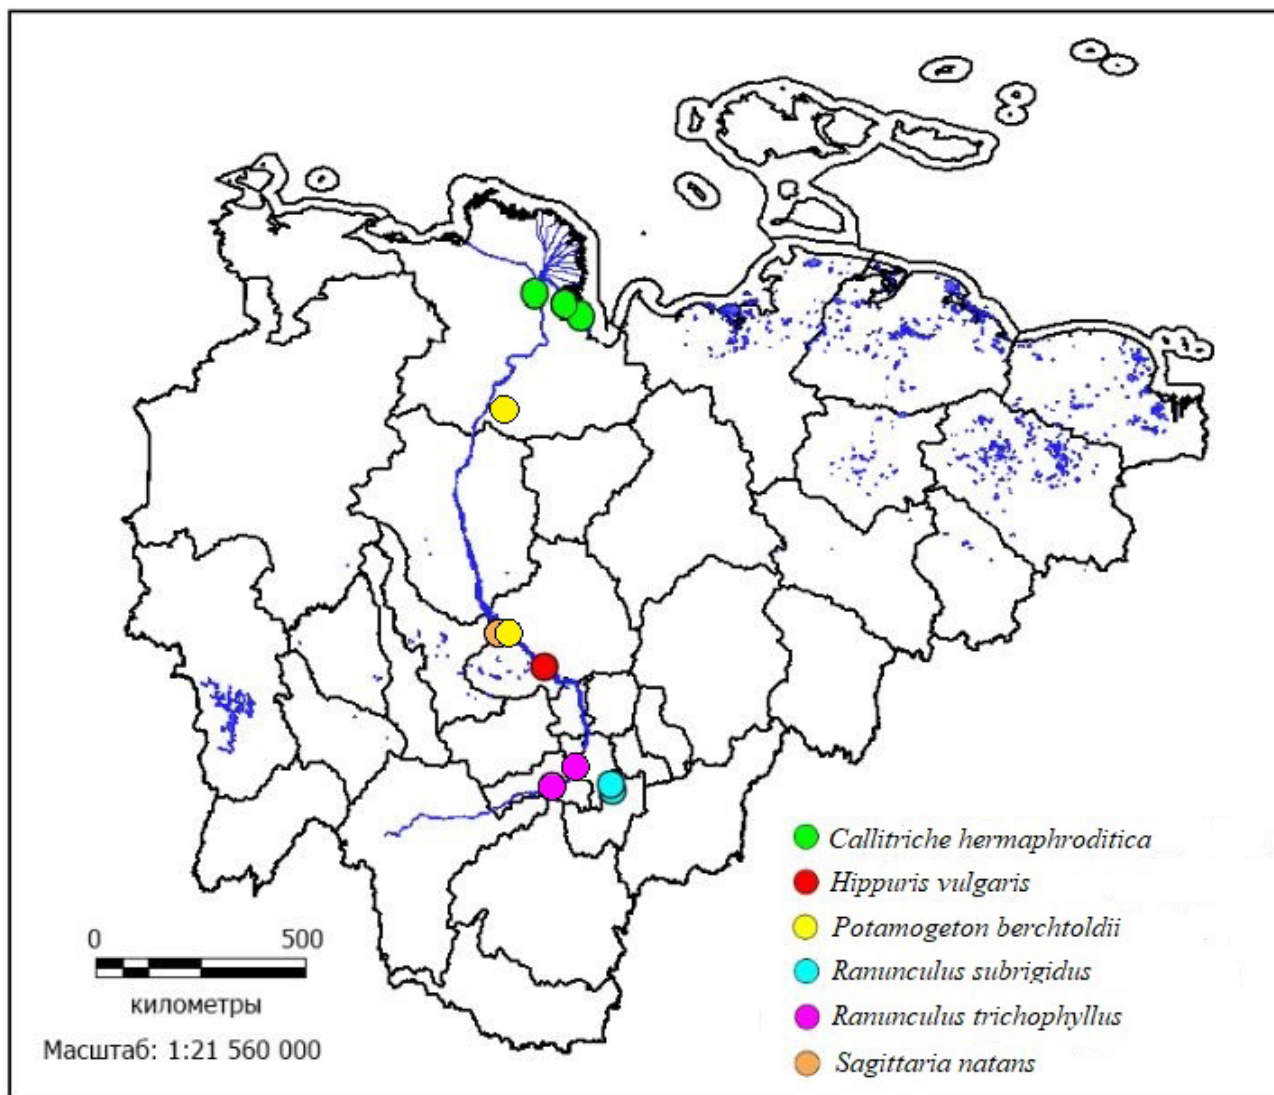 Callitriche hermaphroditica
Hippuris vulgaris
Potamogeton berchtoldii
Ranunculus subrigidus
Ranunculus trichophyllus
Sagittaria natans
0 500
километры
Масштаб: 1:21 560 000